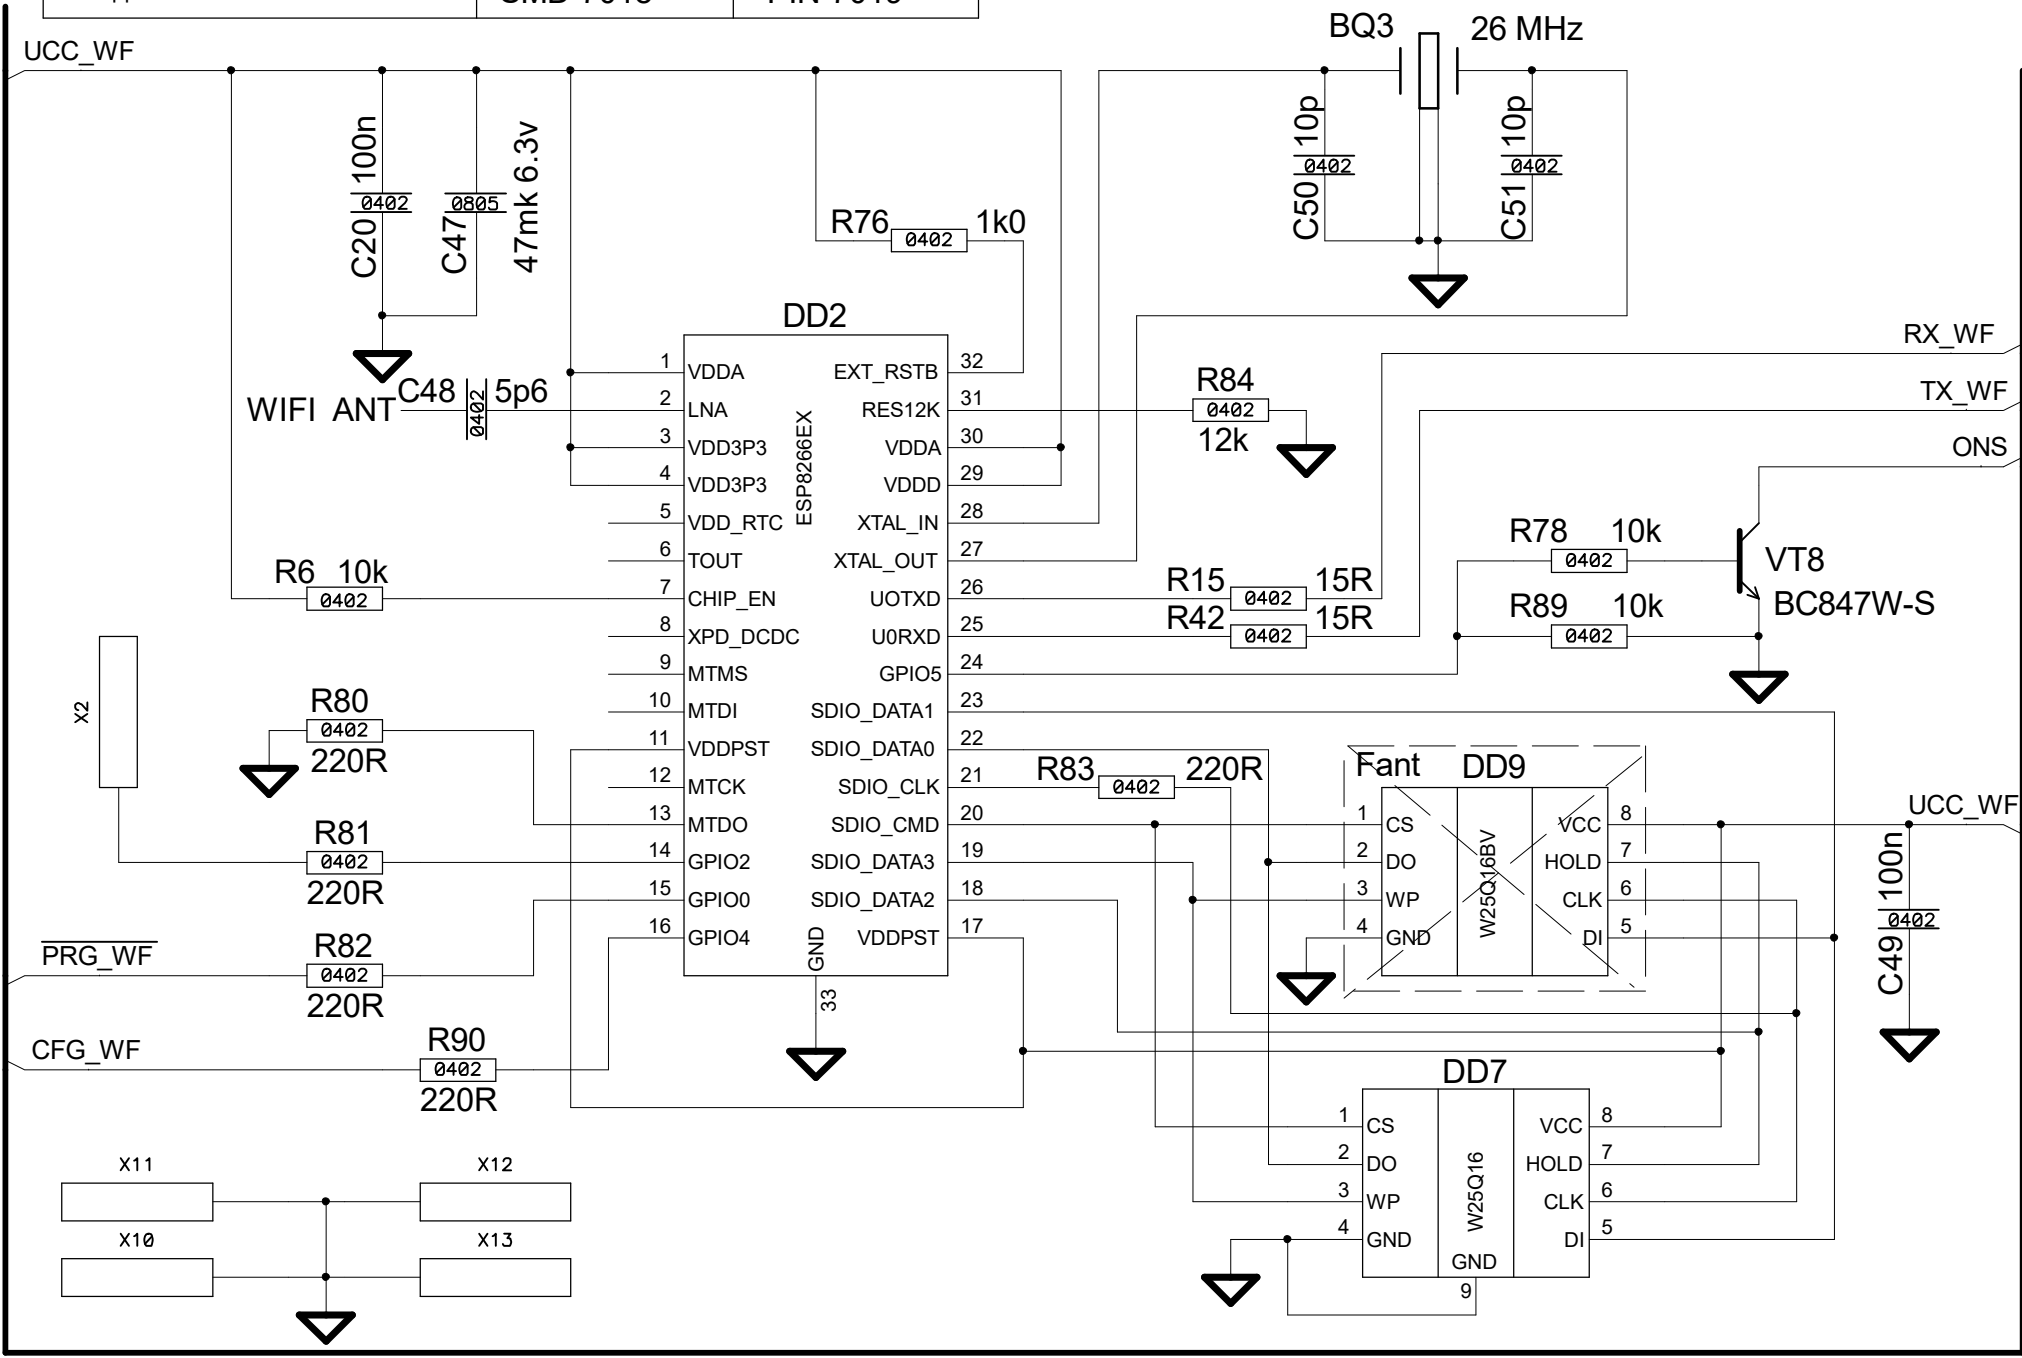 UCC_WF
BQ3 26 MHz
C20 100n
0402
C47 47mk 6.3v
0805
C50 10p
0402
C51 10p
0402
R76 1k0
0402
DD2
ESP8266EX
WIFI ANT C48 5p6
0402
1 VDDA
2 LNA
3 VDD3P3
4 VDD3P3
5 VDD_RTC
6 TOUT
7 CHIP_EN
8 XPD_DCDC
9 MTMS
10 MTDI
11 VDDPST
12 MTCK
13 MTDO
14 GPIO2
15 GPIO0
16 GPIO4
EXT_RSTB 32
RES12K 31
VDDA 30
VDDD 29
XTAL_IN 28
XTAL_OUT 27
UOTXD 26
U0RXD 25
GPIO5 24
SDIO_DATA1 23
SDIO_DATA0 22
SDIO_CLK 21
SDIO_CMD 20
SDIO_DATA3 19
SDIO_DATA2 18
VDDPST 17
GND
33
R84
0402
12k
RX_WF
TX_WF
ONS
R6 10k
0402
R15 15R
0402
R42 15R
0402
R78 10k
0402
VT8
BC847W-S
R89 10k
0402
X2
R80
0402
220R
R81
0402
220R
PRG_WF
R82
0402
220R
CFG_WF
R90
0402
220R
R83 220R
0402
Fant DD9
W25Q16BV
1 CS
2 DO
3 WP
4 GND
VCC 8
HOLD 7
CLK 6
DI 5
UCC_WF
C49 100n
0402
DD7
W25Q16
1 CS
2 DO
3 WP
4 GND
VCC 8
HOLD 7
CLK 6
DI 5
GND
9
X11 X12
X10 X13